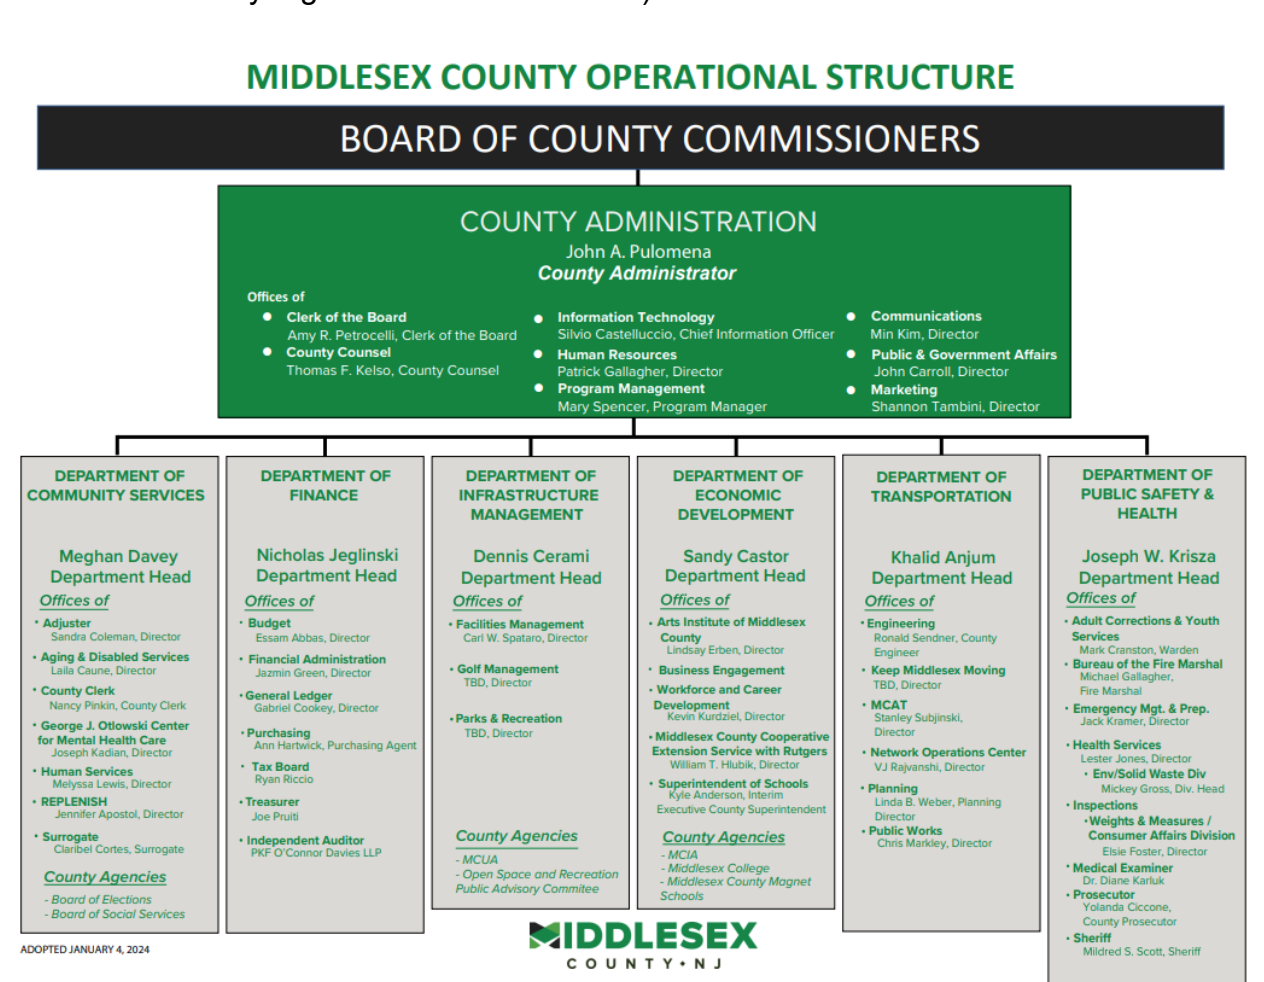 MIDDLESEX COUNTY OPERATIONAL STRUCTURE
BOARD OF COUNTY COMMISSIONERS
COUNTY ADMINISTRATION
John A. Pulomena
County Administrator
Offices of
• Clerk of the Board
Amy R. Petrocelli, Clerk of the Board
• County Counsel
Thomas F. Kelso, County Counsel
• Information Technology
Silvio Castelluccio, Chief Information Officer
• Human Resources
Patrick Gallagher, Director
• Program Management
Mary Spencer, Program Manager
• Communications
Min Kim, Director
• Public & Government Affairs
John Carroll, Director
• Marketing
Shannon Tambini, Director
DEPARTMENT OF
COMMUNITY SERVICES
Meghan Davey
Department Head
Offices of
• Adjuster
Sandra Coleman, Director
• Aging & Disabled Services
Laila Caune, Director
• County Clerk
Nancy Pinkin, County Clerk
• George J. Otlowski Center
for Mental Health Care
Joseph Kadian, Director
• Human Services
Melyssa Lewis, Director
• REPLENISH
Jennifer Apostol, Director
• Surrogate
Claribel Cortes, Surrogate
County Agencies
- Board of Elections
- Board of Social Services
DEPARTMENT OF
FINANCE
Nicholas Jeglinski
Department Head
Offices of
• Budget
Essam Abbas, Director
• Financial Administration
Jazmin Green, Director
• General Ledger
Gabriel Cookey, Director
• Purchasing
Ann Hartwick, Purchasing Agent
• Tax Board
Ryan Riccio
• Treasurer
Joe Pruiti
• Independent Auditor
PKF O'Connor Davies LLP
DEPARTMENT OF
INFRASTRUCTURE
MANAGEMENT
Dennis Cerami
Department Head
Offices of
• Facilities Management
Carl W. Spataro, Director
• Golf Management
TBD, Director
• Parks & Recreation
TBD, Director
County Agencies
- MCUA
- Open Space and Recreation
Public Advisory Commitee
DEPARTMENT OF
ECONOMIC
DEVELOPMENT
Sandy Castor
Department Head
Offices of
• Arts Institute of Middlesex
County
Lindsay Erben, Director
• Business Engagement
• Workforce and Career
Development
Kevin Kurdziel, Director
• Middlesex County Cooperative
Extension Service with Rutgers
William T. Hlubik, Director
• Superintendent of Schools
Kyle Anderson, Interim
Executive County Superintendent
County Agencies
- MCIA
- Middlesex College
- Middlesex County Magnet
Schools
DEPARTMENT OF
TRANSPORTATION
Khalid Anjum
Department Head
Offices of
• Engineering
Ronald Sendner, County
Engineer
• Keep Middlesex Moving
TBD, Director
• MCAT
Stanley Subjinski,
Director
• Network Operations Center
VJ Rajvanshi, Director
• Planning
Linda B. Weber, Planning
Director
• Public Works
Chris Markley, Director
DEPARTMENT OF
PUBLIC SAFETY &
HEALTH
Joseph W. Krisza
Department Head
Offices of
• Adult Corrections & Youth
Services
Mark Cranston, Warden
• Bureau of the Fire Marshal
Michael Gallagher,
Fire Marshal
• Emergency Mgt. & Prep.
Jack Kramer, Director
• Health Services
Lester Jones, Director
• Env/Solid Waste Div
Mickey Gross, Div. Head
• Inspections
• Weights & Measures /
Consumer Affairs Division
Elsie Foster, Director
• Medical Examiner
Dr. Diane Karluk
• Prosecutor
Yolanda Ciccone,
County Prosecutor
• Sheriff
Mildred S. Scott, Sheriff
ADOPTED JANUARY 4, 2024
MIDDLESEX
COUNTY • NJ